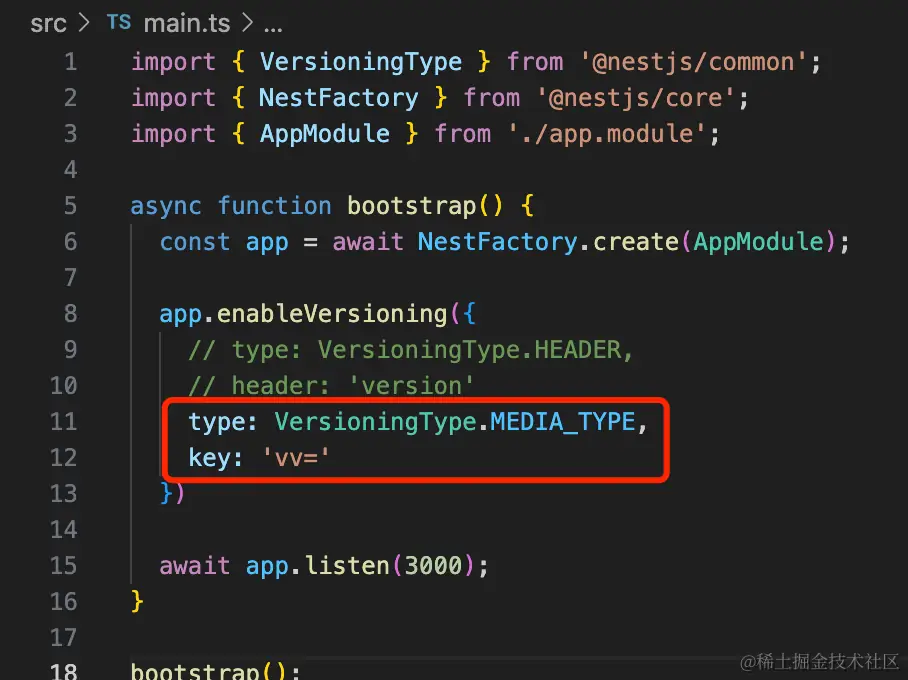 src > TS main.ts > ...
1 import { VersioningType } from '@nestjs/common';
2 import { NestFactory } from '@nestjs/core';
3 import { AppModule } from './app.module';
4
5 async function bootstrap() {
6   const app = await NestFactory.create(AppModule);
7
8   app.enableVersioning({
9     // type: VersioningType.HEADER,
10     // header: 'version'
11     type: VersioningType.MEDIA_TYPE,
12     key: 'vv='
13   })
14
15   await app.listen(3000);
16 }
17
18 bootstrap();
@稀土掘金技术社区